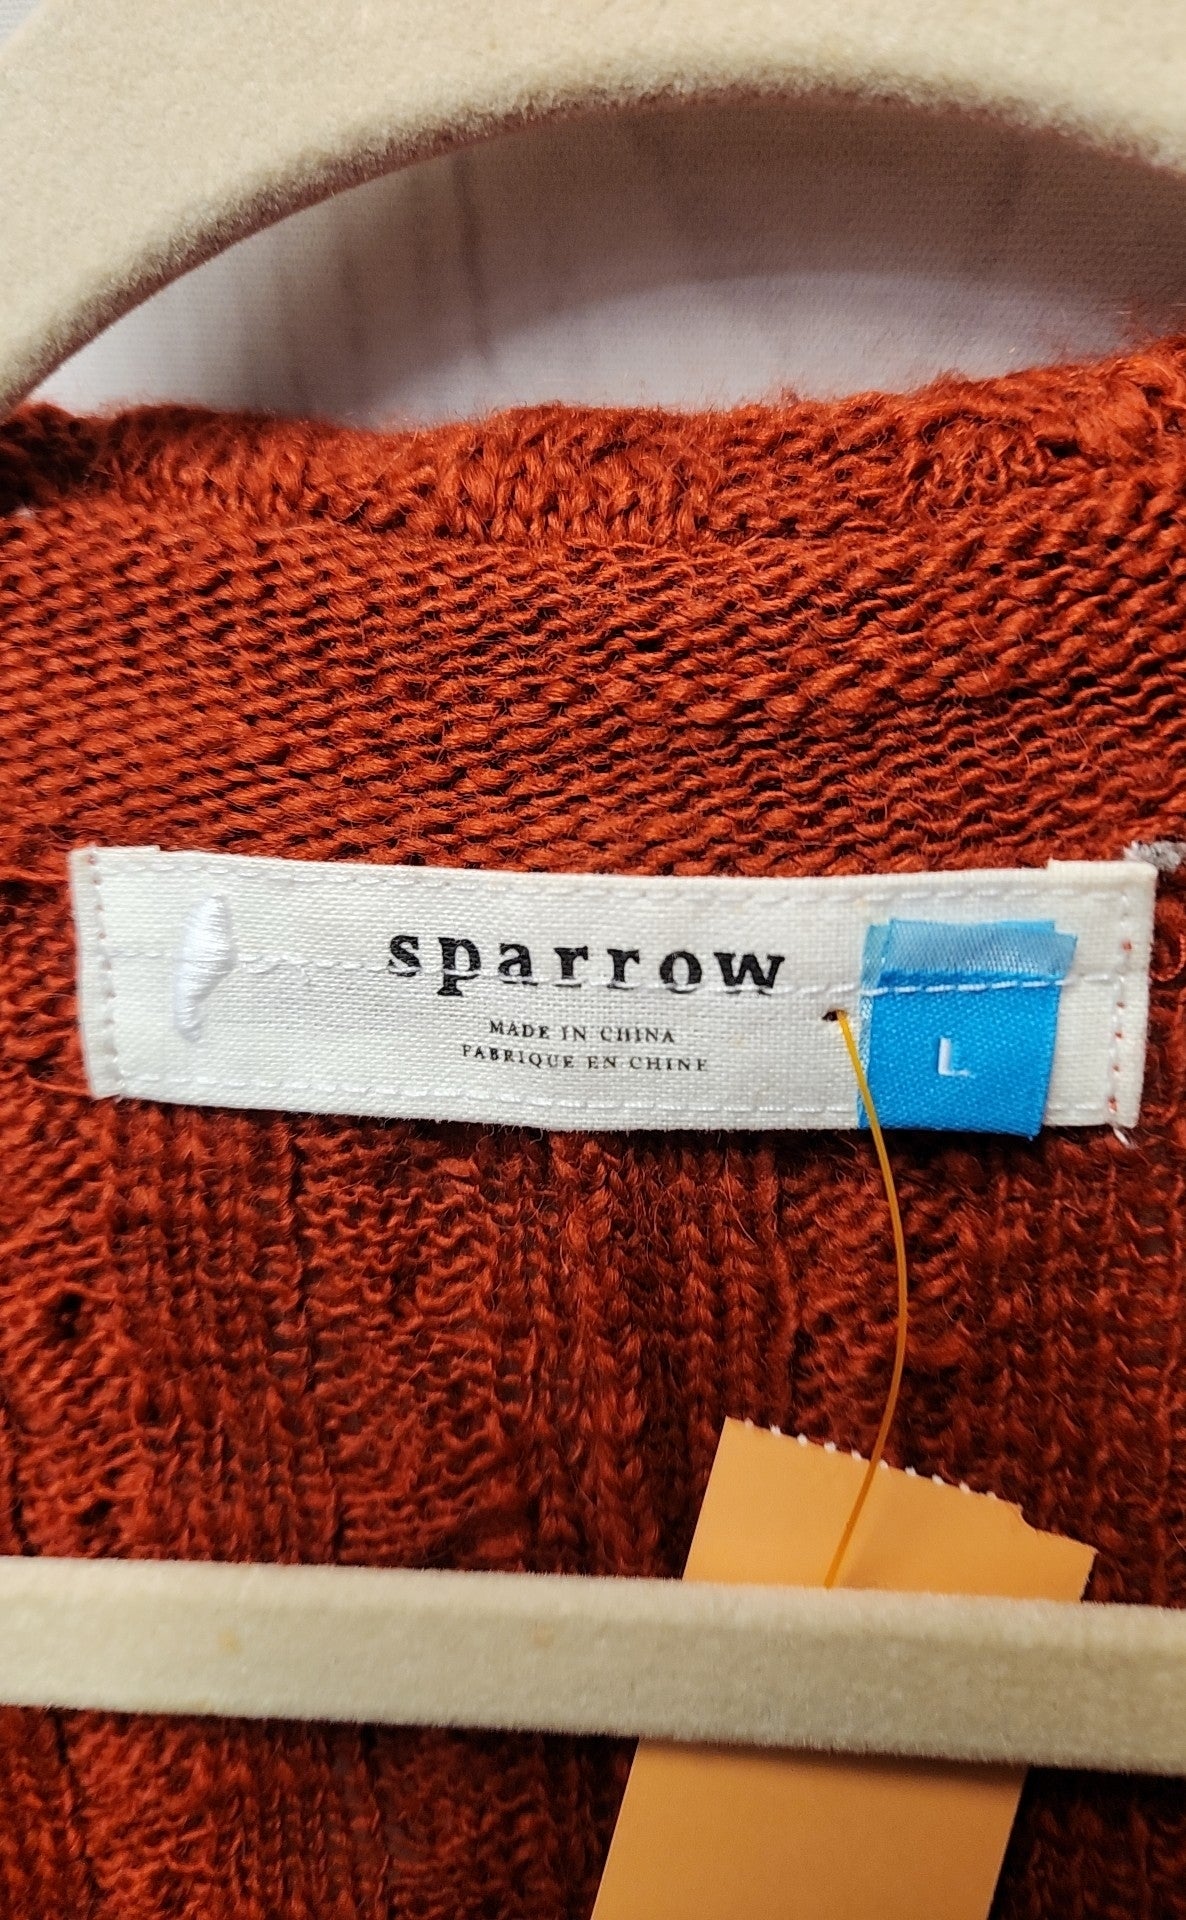 sparrow
MADE IN CHINA
FABRIQUE EN CHINE
L